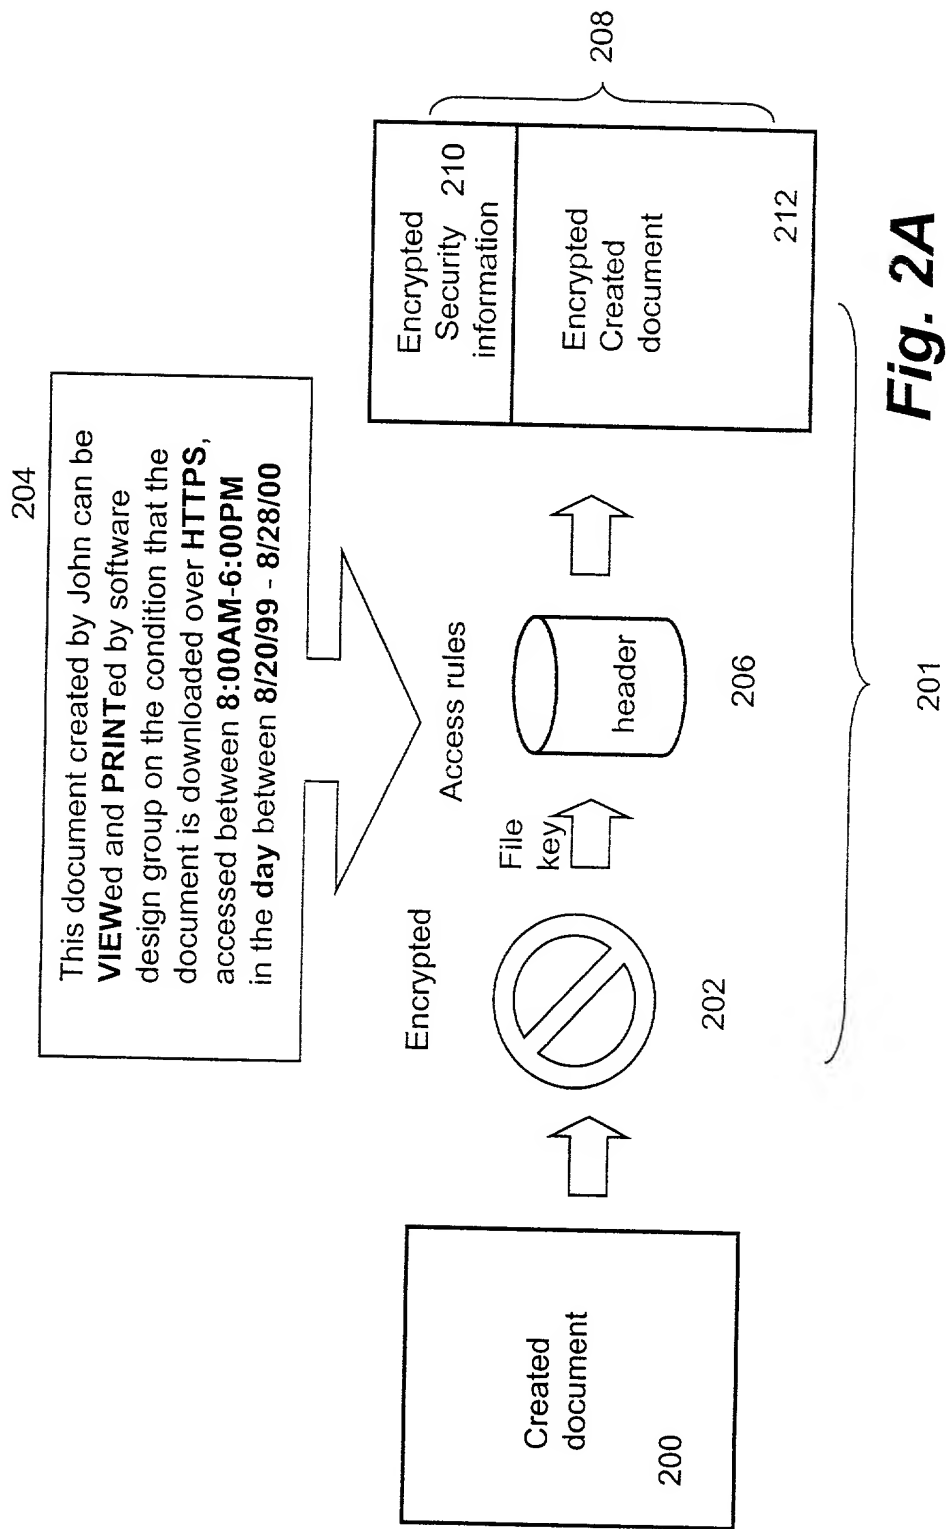 204
This document created by John can be
VIEWed and PRINTed by software
design group on the condition that the
document is downloaded over HTTPS,
accessed between 8:00AM-6:00PM
in the day between 8/20/99 - 8/28/00
Created
document
200
Encrypted
202
File
key
Access rules
header
206
Encrypted
Security 210
information
Encrypted
Created
document
212
208
201
Fig. 2A